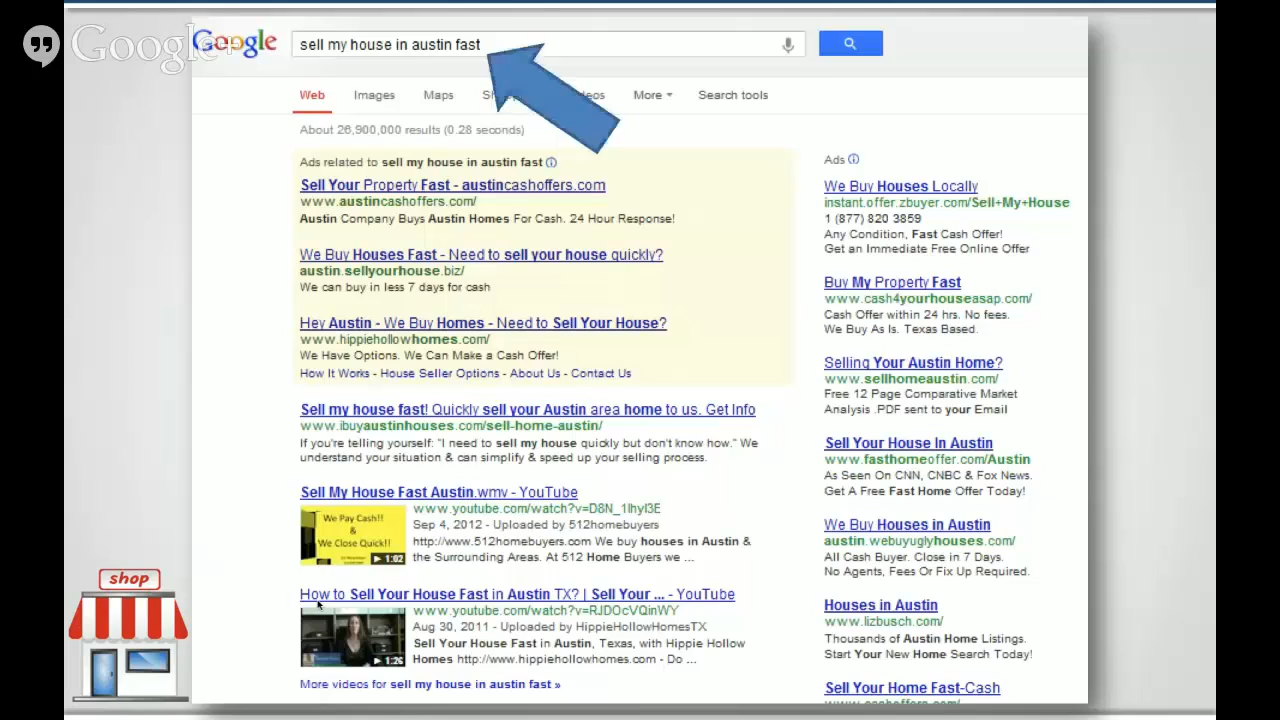 Google+
Google
sell my house in austin fast
Web Images Maps More Search tools
About 26,900,000 results (0.28 seconds)
Ads related to sell my house in austin fast
Sell Your Property Fast - austincashoffers.com
www.austincashoffers.com/
Austin Company Buys Austin Homes For Cash. 24 Hour Response!
We Buy Houses Fast - Need to sell your house quickly?
austin.sellyourhouse.biz/
We can buy in less 7 days for cash
Hey Austin - We Buy Homes - Need to Sell Your House?
www.hippiehollowhomes.com/
We Have Options. We Can Make a Cash Offer!
How It Works - House Seller Options - About Us - Contact Us
Sell my house fast! Quickly sell your Austin area home to us. Get Info
www.ibuyaustinhouses.com/sell-home-austin/
If you're telling yourself: "I need to sell my house quickly but don't know how." We
understand your situation & can simplify & speed up your selling process.
Sell My House Fast Austin.wmv - YouTube
www.youtube.com/watch?v=D8N_1lhyI3E
Sep 4, 2012 - Uploaded by 512homebuyers
http://www.512homebuyers.com We buy houses in Austin &
the Surrounding Areas. At 512 Home Buyers we ...
We Pay Cash!!
&
We Close Quick!!
1:02
How to Sell Your House Fast in Austin TX? | Sell Your ... - YouTube
www.youtube.com/watch?v=RJDOcVQinWY
Aug 30, 2011 - Uploaded by HippieHollowHomesTX
Sell Your House Fast in Austin, Texas, with Hippie Hollow
Homes http://www.hippiehollowhomes.com - Do ...
1:26
More videos for sell my house in austin fast »
Ads
We Buy Houses Locally
instant.offer.zbuyer.com/Sell+My+House
1 (877) 820 3859
Any Condition, Fast Cash Offer!
Get an Immediate Free Online Offer
Buy My Property Fast
www.cash4yourhouseasap.com/
Cash Offer within 24 hrs. No fees.
We Buy As Is. Texas Based.
Selling Your Austin Home?
www.sellhomeaustin.com/
Free 12 Page Comparative Market
Analysis .PDF sent to your Email
Sell Your House In Austin
www.fasthomeoffer.com/Austin
As Seen On CNN, CNBC & Fox News.
Get A Free Fast Home Offer Today!
We Buy Houses in Austin
austin.webuyuglyhouses.com/
All Cash Buyer. Close in 7 Days.
No Agents, Fees Or Fix Up Required.
Houses in Austin
www.lizbusch.com/
Thousands of Austin Home Listings.
Start Your New Home Search Today!
Sell Your Home Fast-Cash
shop